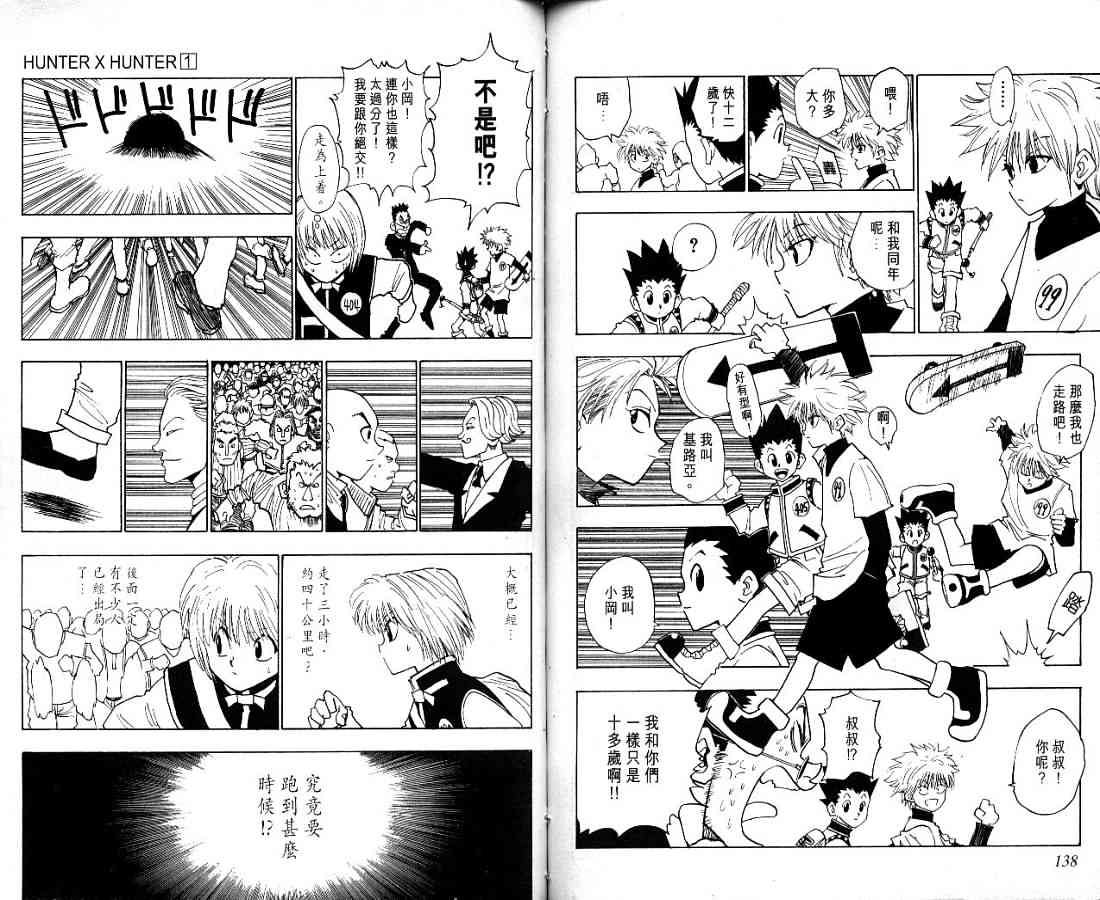 ……
99
喂！
你多
大？
轟
快十二
歲了！
唔…
和我同年
呢…
？
那麼我也
走路吧！
99
啊！
好有型啊！
我叫
基路亞。
99
405
我叫
小岡！
叔叔！
你呢？
叔叔!?
我和你們
一樣只是
十多歲啊!!
138
HUNTER X HUNTER 1
不是吧!?
小岡！
連你也這樣？
太過分了！
我要跟你絕交!!
走為上着。
404
ドドドドド
大概已經…
走了三小時，
約四十公里吧？
後面一定
有不少人
已經出局
了…
究竟要
跑到甚麼
時候!?